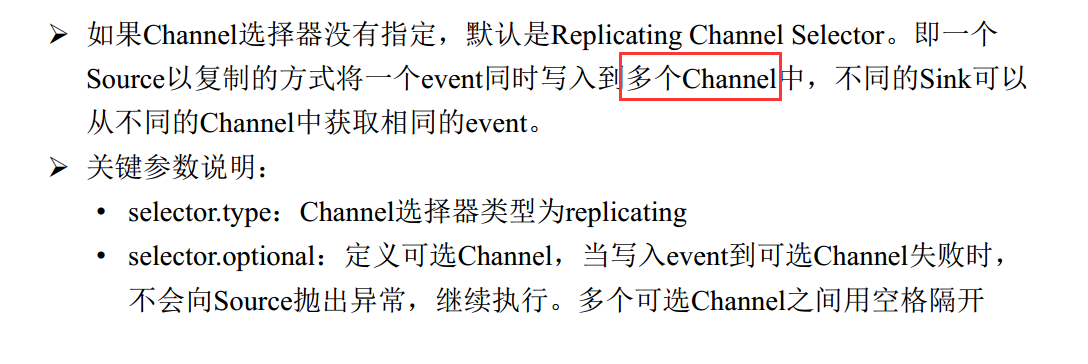 ➢ 如果Channel选择器没有指定，默认是Replicating Channel Selector。即一个
Source以复制的方式将一个event同时写入到多个Channel中，不同的Sink可以
从不同的Channel中获取相同的event。
➢ 关键参数说明：
• selector.type：Channel选择器类型为replicating
• selector.optional：定义可选Channel，当写入event到可选Channel失败时，
不会向Source抛出异常，继续执行。多个可选Channel之间用空格隔开